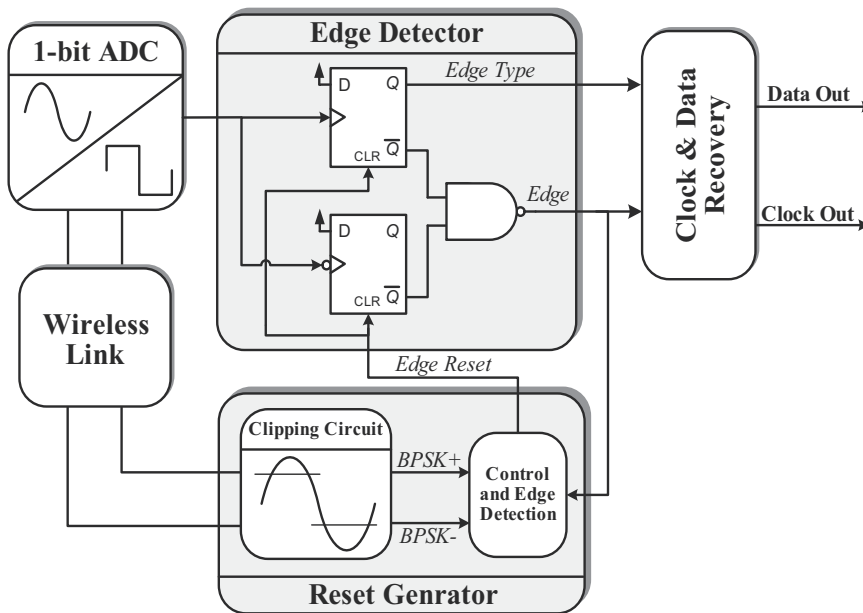 1-bit ADC
Edge Detector
D
Q
Q
CLR
Edge Type
D
Q
Q
CLR
Edge
Clock & Data
Recovery
Data Out
Clock Out
Wireless
Link
Edge Reset
Clipping Circuit
BPSK+
BPSK-
Control
and Edge
Detection
Reset Genrator